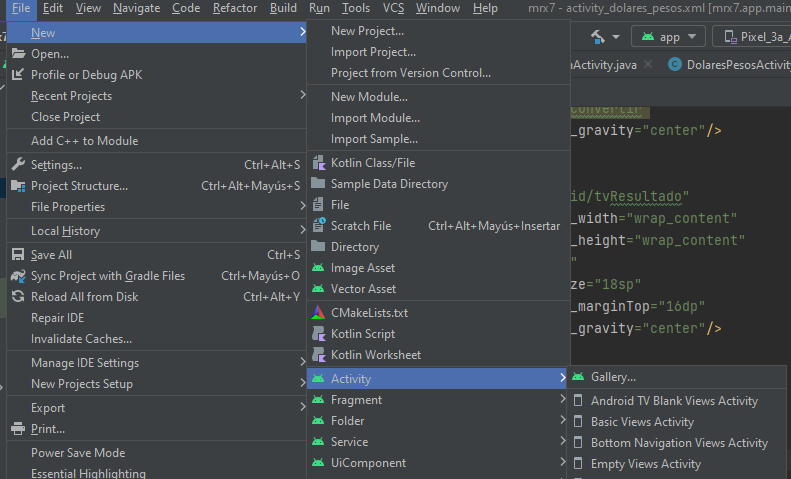 File Edit View Navigate Code Refactor Build Run Tools VCS Window Help mrx7 - activity_dolares_pesos.xml [mrx7.app.main
New
Open...
Profile or Debug APK
Recent Projects
Close Project
Add C++ to Module
Settings... Ctrl+Alt+S
Project Structure... Ctrl+Alt+Mayús+S
File Properties
Local History
Save All Ctrl+S
Sync Project with Gradle Files Ctrl+Mayús+O
Reload All from Disk Ctrl+Alt+Y
Repair IDE
Invalidate Caches...
Manage IDE Settings
New Projects Setup
Export
Print...
Power Save Mode
Essential Highlighting
New Project...
Import Project...
Project from Version Control...
New Module...
Import Module...
Import Sample...
Kotlin Class/File
Sample Data Directory
File
Scratch File Ctrl+Alt+Mayús+Insertar
Directory
Image Asset
Vector Asset
CMakeLists.txt
Kotlin Script
Kotlin Worksheet
Activity
Fragment
Folder
Service
UiComponent
Gallery...
Android TV Blank Views Activity
Basic Views Activity
Bottom Navigation Views Activity
Empty Views Activity
app Pixel_3a_A
nActivity.java DolaresPesosActivity
convertir
_gravity="center"/>
id/tvResultado"
_width="wrap_content"
_height="wrap_content"
"
ze="18sp"
_marginTop="16dp"
_gravity="center"/>